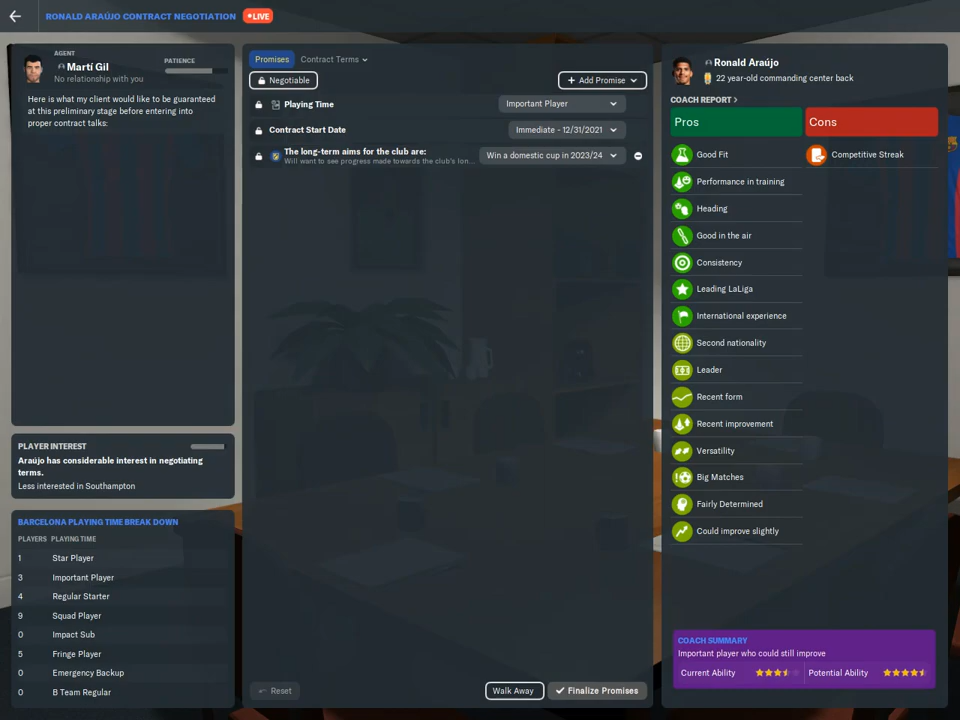 RONALD ARAÚJO CONTRACT NEGOTIATION
LIVE
AGENT
Martí Gil
No relationship with you
PATIENCE
Here is what my client would like to be guaranteed
at this preliminary stage before entering into
proper contract talks:
PLAYER INTEREST
Araújo has considerable interest in negotiating
terms.
Less interested in Southampton
BARCELONA PLAYING TIME BREAK DOWN
PLAYERS PLAYING TIME
1 Star Player
3 Important Player
4 Regular Starter
9 Squad Player
0 Impact Sub
5 Fringe Player
0 Emergency Backup
0 B Team Regular
Promises
Contract Terms
Negotiable
Add Promise
Playing Time
Important Player
Contract Start Date
Immediate - 12/31/2021
The long-term aims for the club are:
Will want to see progress made towards the club's lon...
Win a domestic cup in 2023/24
Reset
Walk Away
Finalize Promises
Ronald Araújo
22 year-old commanding center back
COACH REPORT >
Pros
Cons
Good Fit
Performance in training
Heading
Good in the air
Consistency
Leading LaLiga
International experience
Second nationality
Leader
Recent form
Recent improvement
Versatility
Big Matches
Fairly Determined
Could improve slightly
Competitive Streak
COACH SUMMARY
Important player who could still improve
Current Ability
Potential Ability